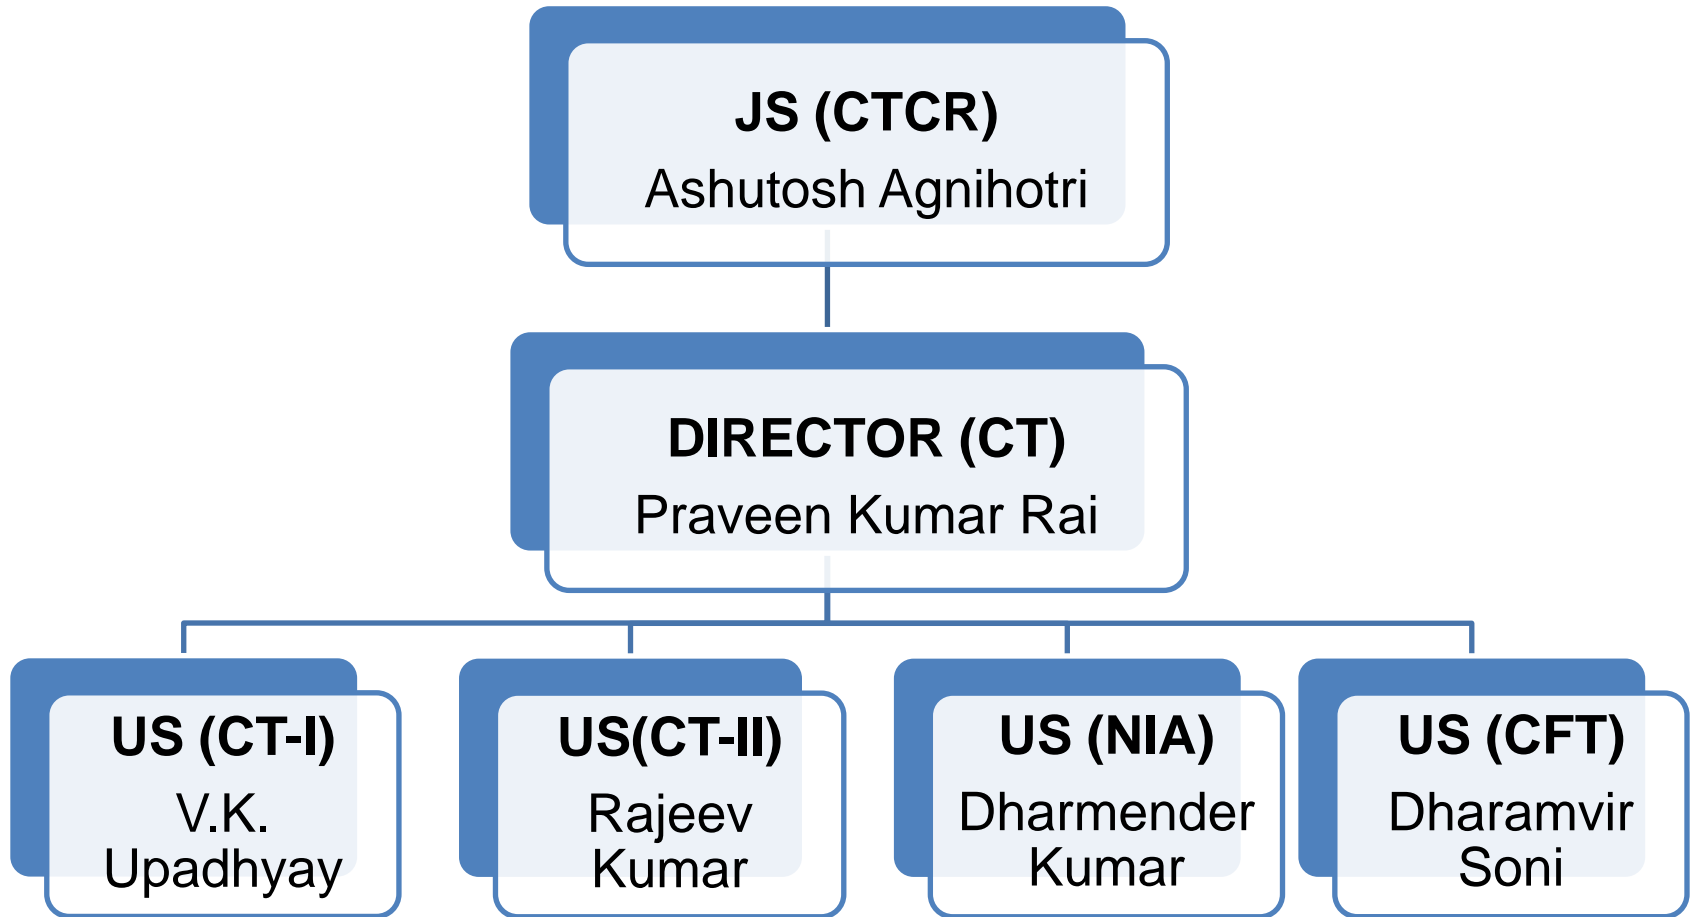 JS (CTCR)
Ashutosh Agnihotri
DIRECTOR (CT)
Praveen Kumar Rai
US (CT-I)
V.K.
Upadhyay
US(CT-II)
Rajeev
Kumar
US (NIA)
Dharmender
Kumar
US (CFT)
Dharamvir
Soni